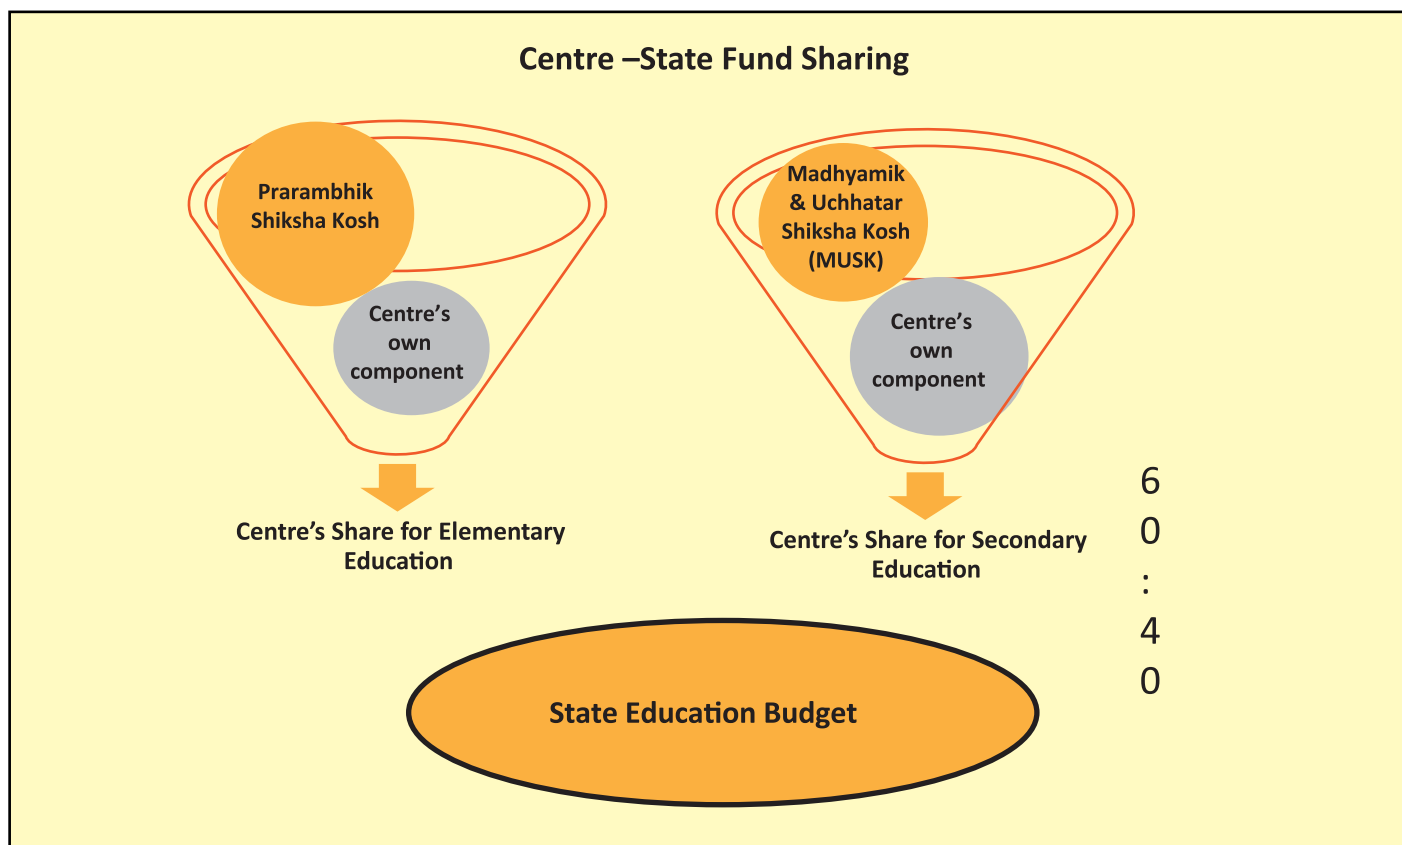 Centre –State Fund Sharing
Prarambhik
Shiksha Kosh
Centre's
own
component
Centre's Share for Elementary
Education
Madhyamik
& Uchhatar
Shiksha Kosh
(MUSK)
Centre's
own
component
Centre's Share for Secondary
Education
6
0
:
4
0
State Education Budget